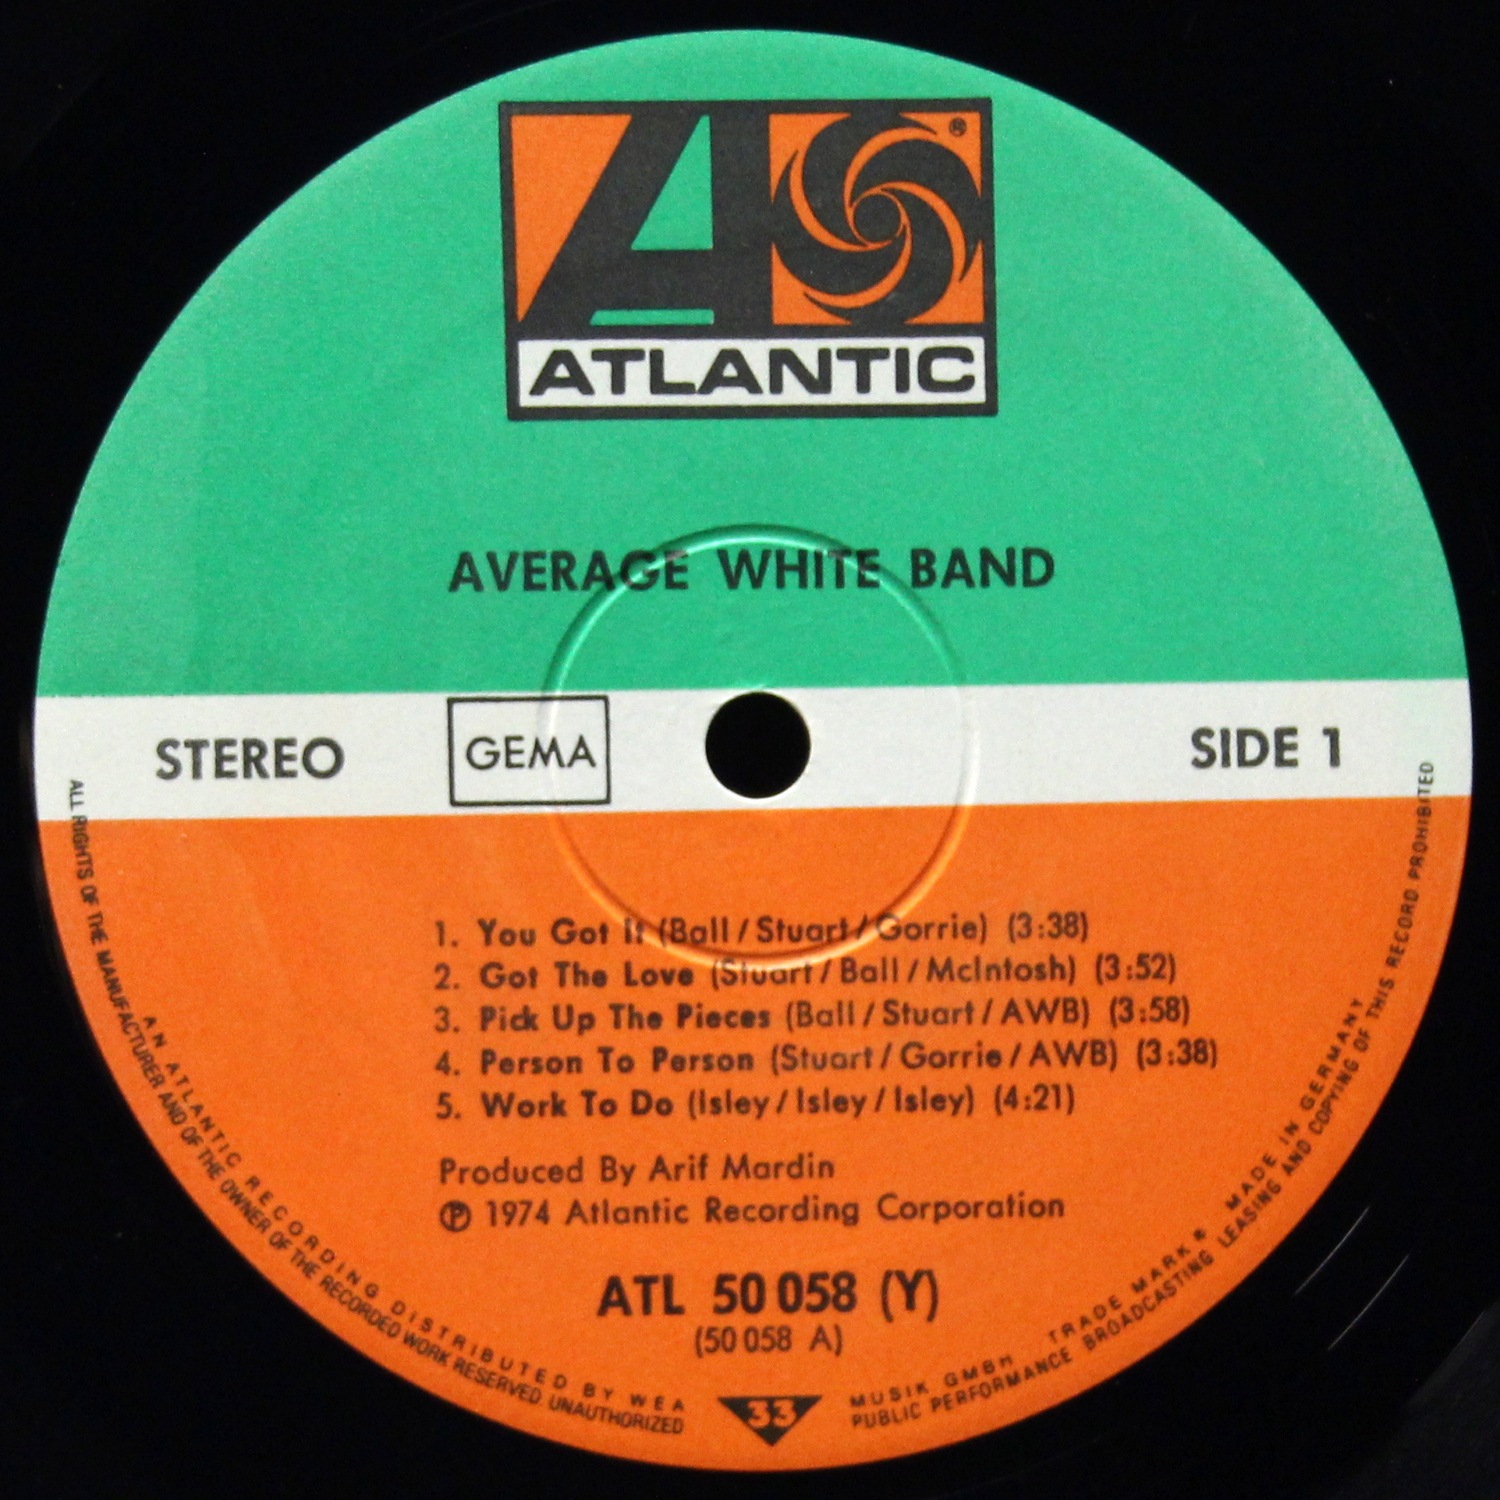 ®
ATLANTIC
AVERAGE WHITE BAND
STEREO
GEMA
SIDE 1
1. You Got It (Ball / Stuart / Gorrie) (3:38)
2. Got The Love (Stuart / Ball / McIntosh) (3:52)
3. Pick Up The Pieces (Ball / Stuart / AWB) (3:58)
4. Person To Person (Stuart / Gorrie / AWB) (3:38)
5. Work To Do (Isley / Isley / Isley) (4:21)
Produced By Arif Mardin
℗ 1974 Atlantic Recording Corporation
ATL 50 058 (Y)
(50 058 A)
33
AN ATLANTIC RECORDING DISTRIBUTED BY WEA MUSIK GMBH TRADE MARK ® MADE IN GERMANY
ALL RIGHTS OF THE MANUFACTURER AND OF THE OWNER OF THE RECORDED WORK RESERVED. UNAUTHORIZED PUBLIC PERFORMANCE BROADCASTING LEASING AND COPYING OF THIS RECORD PROHIBITED